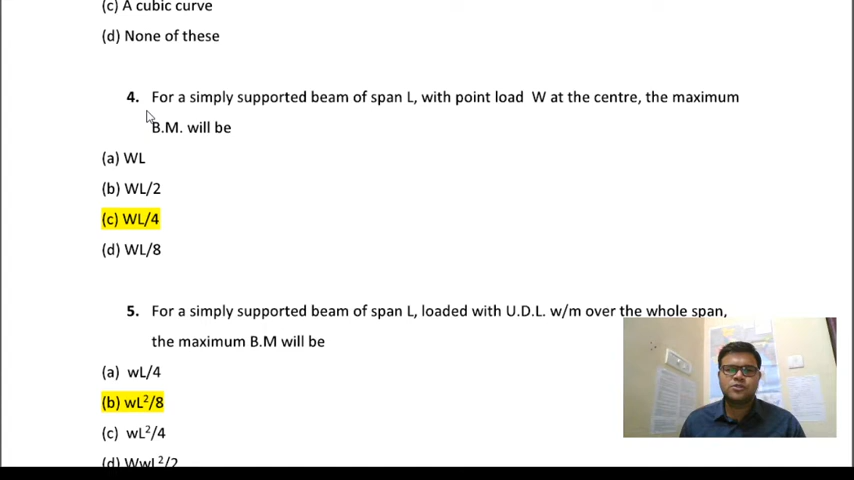 (c) A cubic curve
(d) None of these
4. For a simply supported beam of span L, with point load W at the centre, the maximum
B.M. will be
(a) WL
(b) WL/2
(c) WL/4
(d) WL/8
5. For a simply supported beam of span L, loaded with U.D.L. w/m over the whole span,
the maximum B.M will be
(a) wL/4
(b) wL²/8
(c) wL²/4
(d) WwL²/2